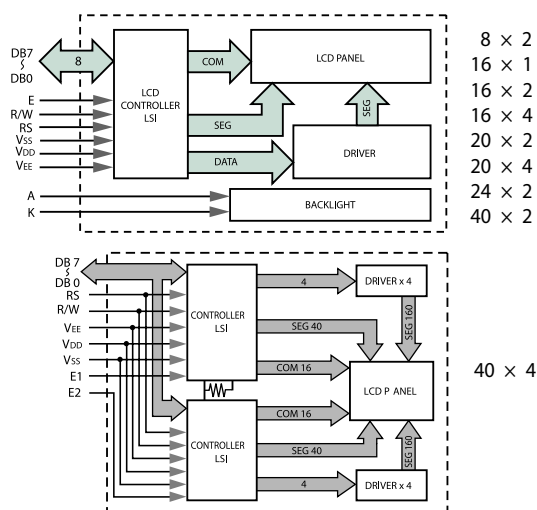 DB7
∫
DB0
8
E
R/W
RS
Vss
VDD
VEE
A
K
LCD
CONTROLLER
LSI
COM
SEG
DATA
LCD PANEL
SEG
DRIVER
BACKLIGHT
8 × 2
16 × 1
16 × 2
16 × 4
20 × 2
20 × 4
24 × 2
40 × 2
DB 7
∫
DB 0
RS
R/W
VEE
VDD
Vss
E1
E2
CONTROLLER
LSI
CONTROLLER
LSI
4
SEG 40
COM 16
COM 16
SEG 40
4
DRIVER x 4
SEG 160
LCD P ANEL
SEG 160
DRIVER x 4
40 × 4